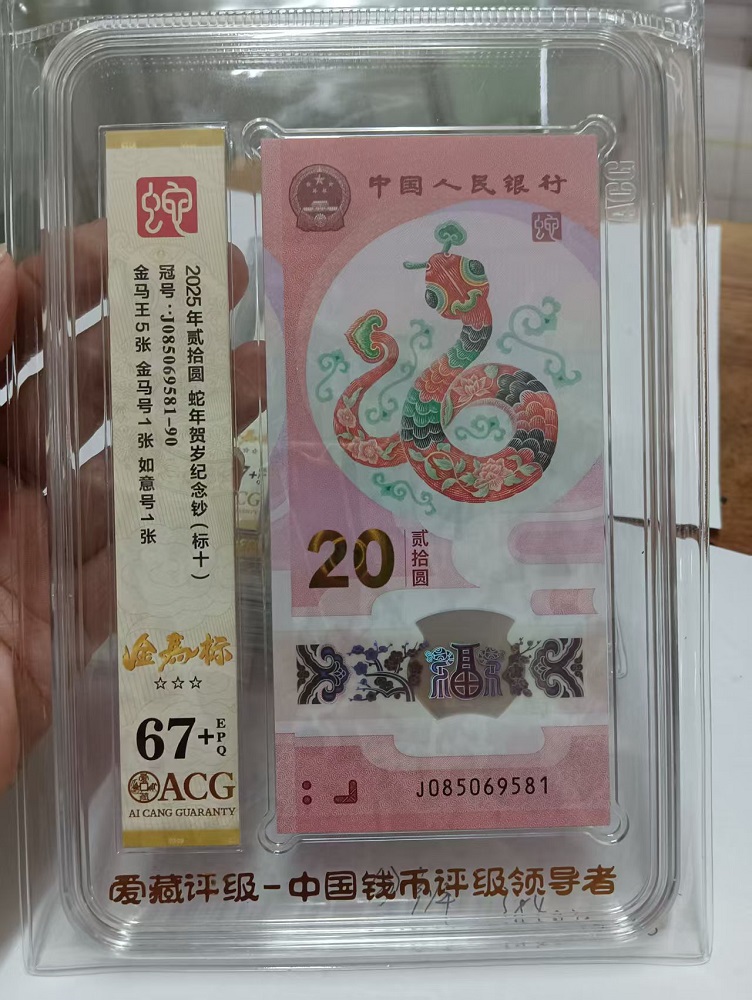 蛇
2025年贰拾圆 蛇年贺岁纪念钞(标十)
冠号:J085069581-90
金马王5张 金马号1张 如意号1张
金马标
☆☆☆
67+EPQ
ACG
AI CANG GUARANTY
中国人民银行
蛇
20
贰拾圆
福
J085069581
ACG
爱藏评级-中国钱币评级领导者